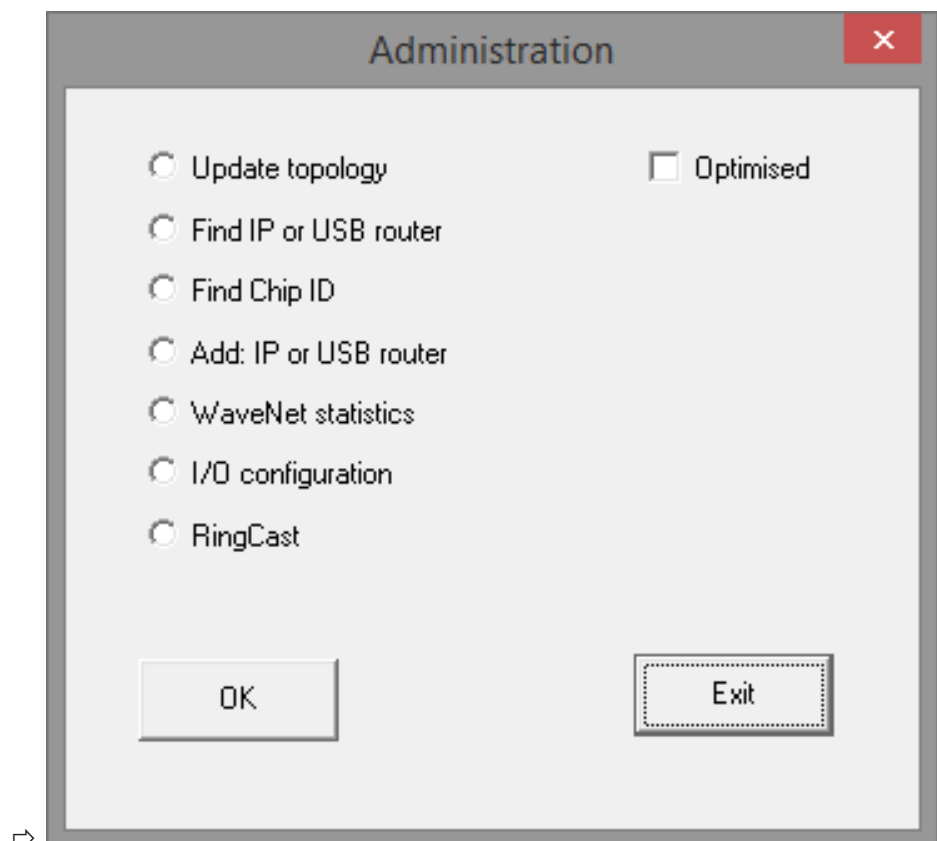 Administration
Update topology
Optimised
Find IP or USB router
Find Chip ID
Add: IP or USB router
WaveNet statistics
I/O configuration
RingCast
OK
Exit